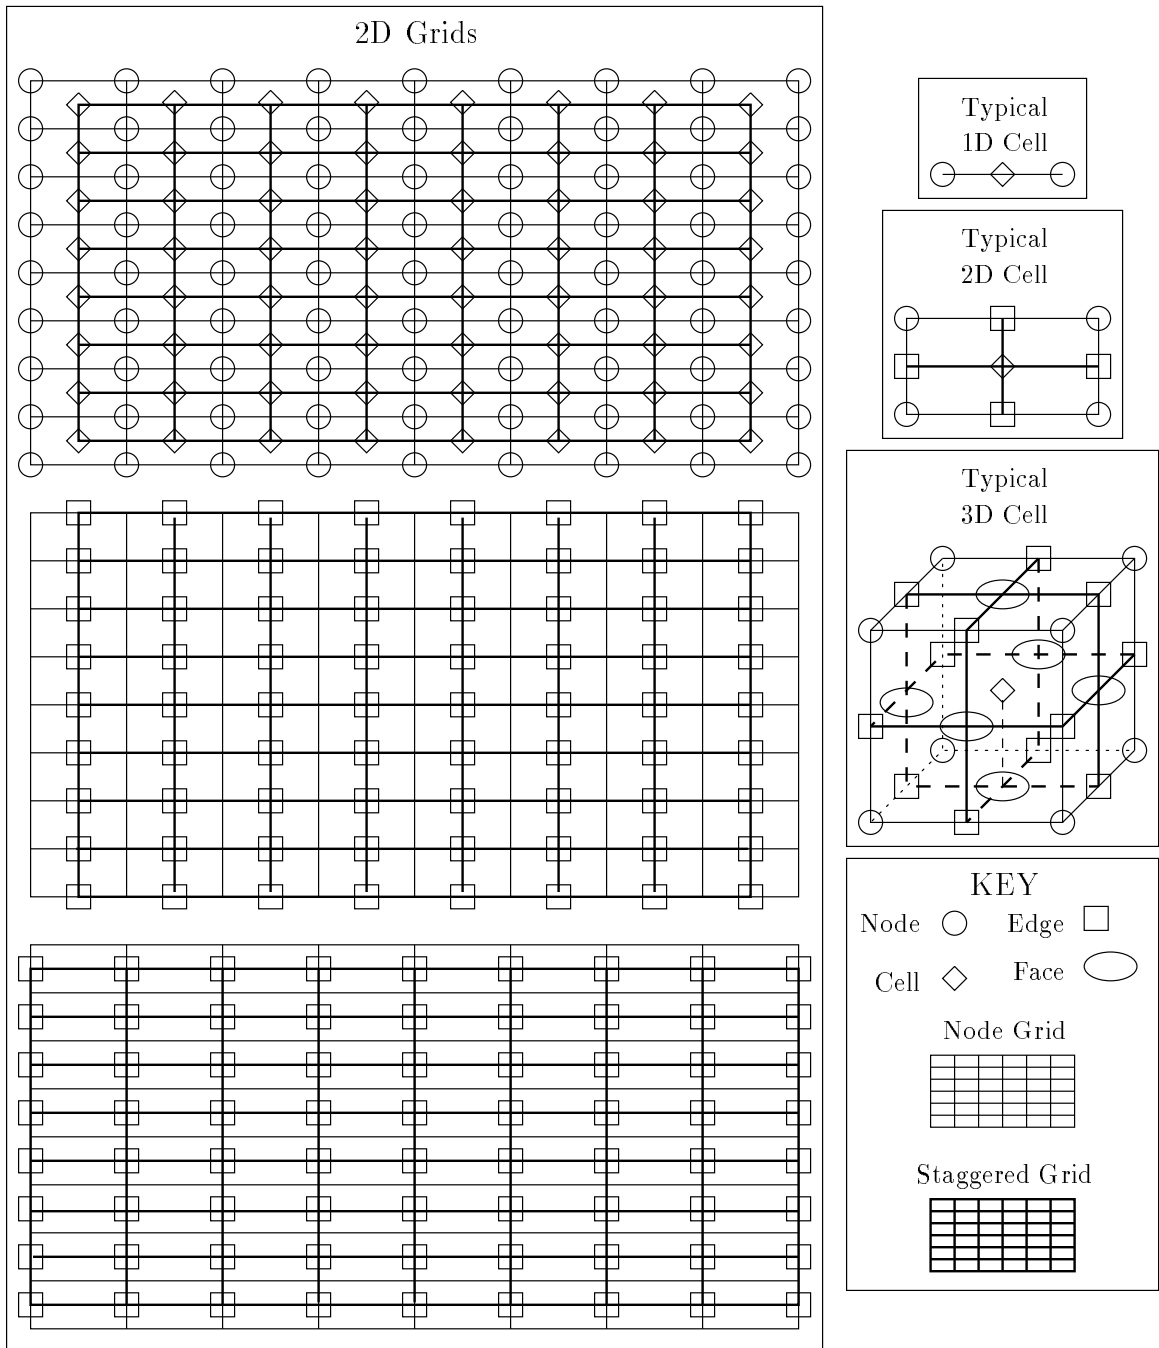 2D Grids
Typical
1D Cell
Typical
2D Cell
Typical
3D Cell
KEY
Node
Edge
Cell
Face
Node Grid
Staggered Grid